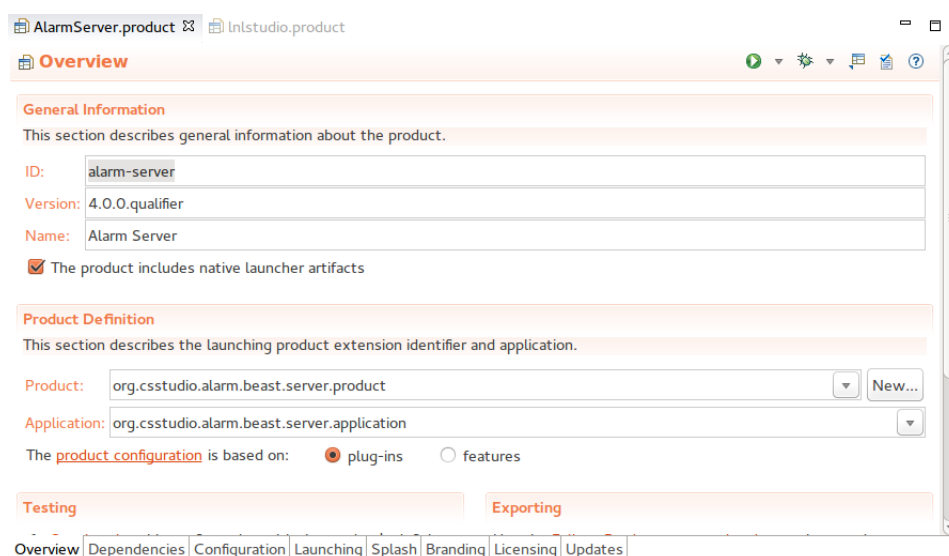 AlarmServer.product lnlstudio.product
Overview
General Information
This section describes general information about the product.
ID: alarm-server
Version: 4.0.0.qualifier
Name: Alarm Server
The product includes native launcher artifacts
Product Definition
This section describes the launching product extension identifier and application.
Product: org.csstudio.alarm.beast.server.product New...
Application: org.csstudio.alarm.beast.server.application
The product configuration is based on: plug-ins features
Testing Exporting
Overview Dependencies Configuration Launching Splash Branding Licensing Updates